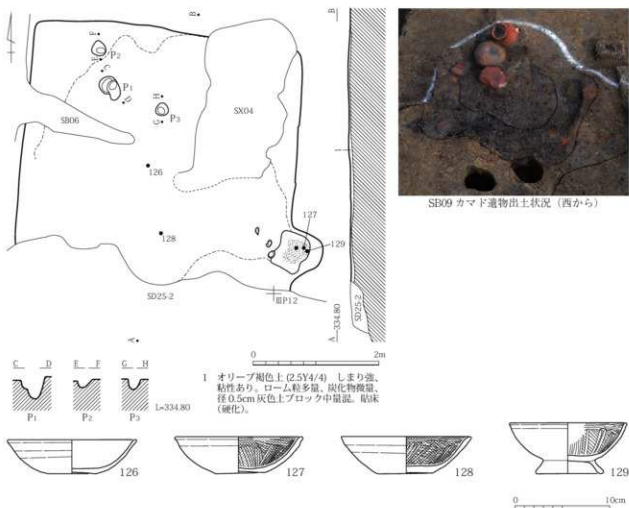 B
F
P2
E
C
P1
D
H
P3
G
SB06
SX04
126
127
128
129
SD25-2
ⅢP12
A
B
1
A—334.80
SD25-2
SB09 カマド遺物出土状況（西から）
0 2m
C D E F G H
P1 P2 P3 L=334.80
1 オリーブ褐色土 (2.5Y4/4) しまり強、
粘性あり。ローム粒多量、炭化物微量、
径 0.5cm 灰色土ブロック中量混。貼床
（硬化）。
126 127 128 129
0 10cm